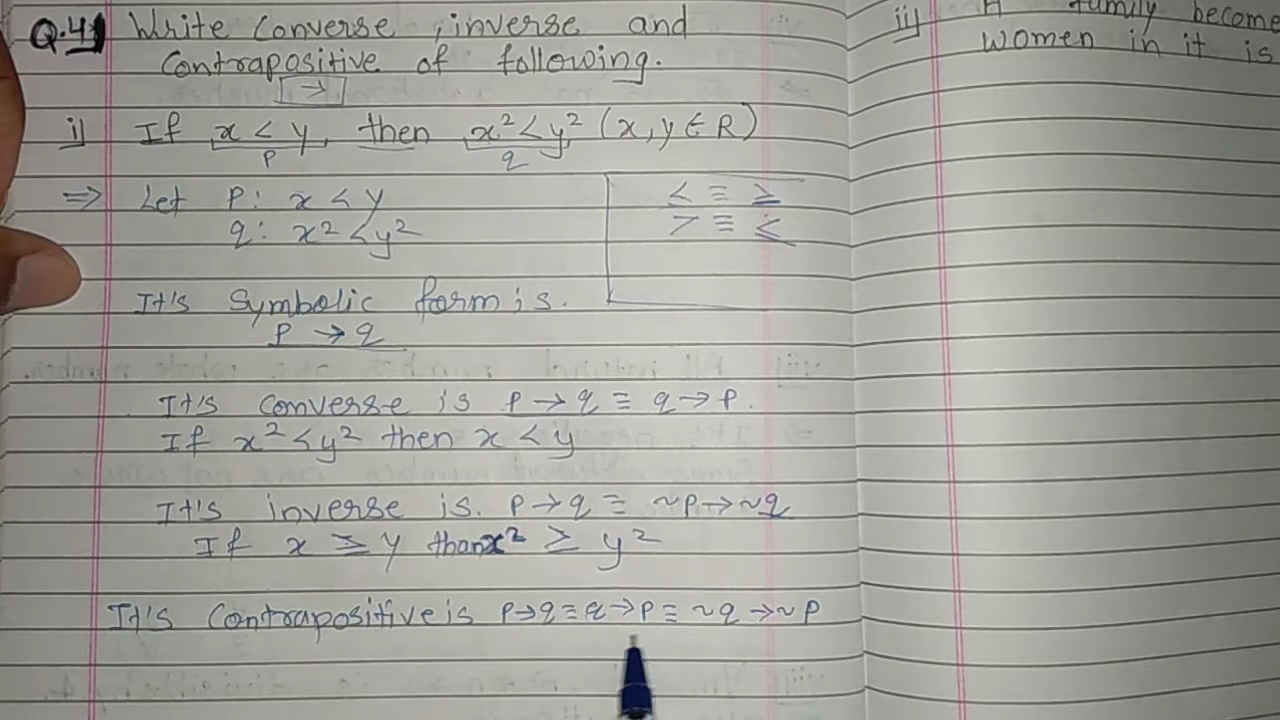 Q.4) Write Converse , inverse and
Contrapositive of following.
→
i) If x < y, then x² < y² (x, y ∈ R)
p q
⇒ Let P: x < y
q: x² < y²
< ≡ ≥
> ≡ ≤
It's Symbolic form is.
P → q
It's Converse is P → q ≡ q → P.
If x² < y² then x < y
It's inverse is. P → q ≡ ~P → ~q
If x ≥ y than x² ≥ y²
It's Contrapositive is P → q ≡ q → P ≡ ~q → ~P
ii) family become
women in it is